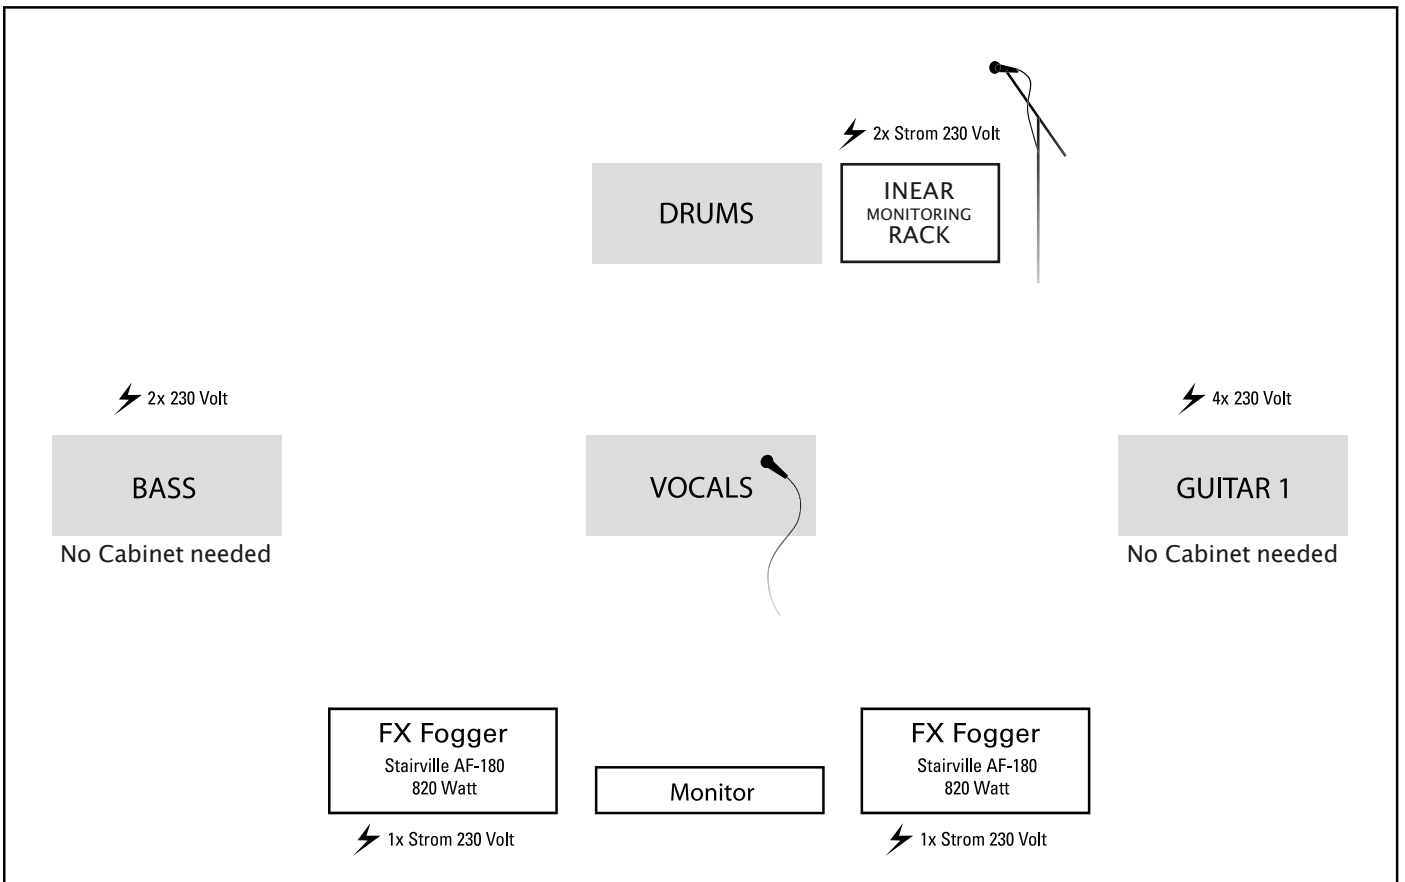 2x Strom 230 Volt
DRUMS
INEAR
MONITORING
RACK
2x 230 Volt
4x 230 Volt
BASS
VOCALS
GUITAR 1
No Cabinet needed
No Cabinet needed
FX Fogger
Stairville AF-180
820 Watt
Monitor
FX Fogger
Stairville AF-180
820 Watt
1x Strom 230 Volt
1x Strom 230 Volt